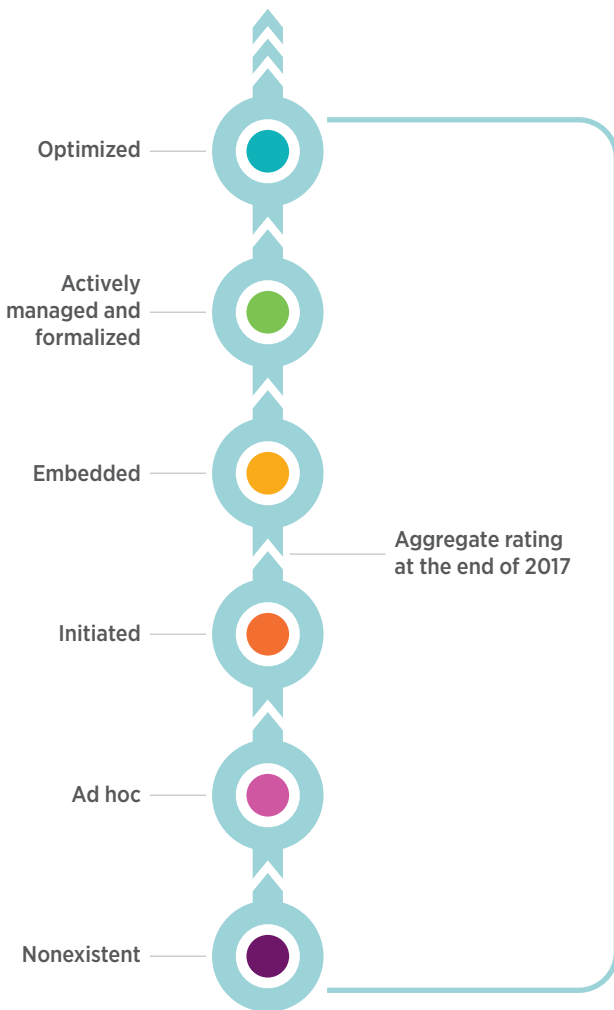 Optimized
Actively
managed and
formalized
Embedded
Aggregate rating
at the end of 2017
Initiated
Ad hoc
Nonexistent